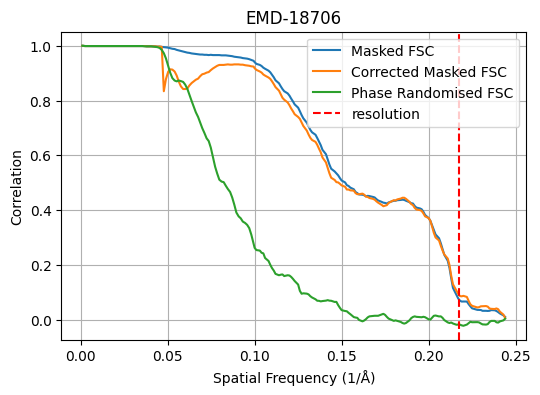 EMD-18706
Masked FSC
Corrected Masked FSC
Phase Randomised FSC
resolution
Correlation
1.0
0.8
0.6
0.4
0.2
0.0
0.00 0.05 0.10 0.15 0.20 0.25
Spatial Frequency (1/Å)